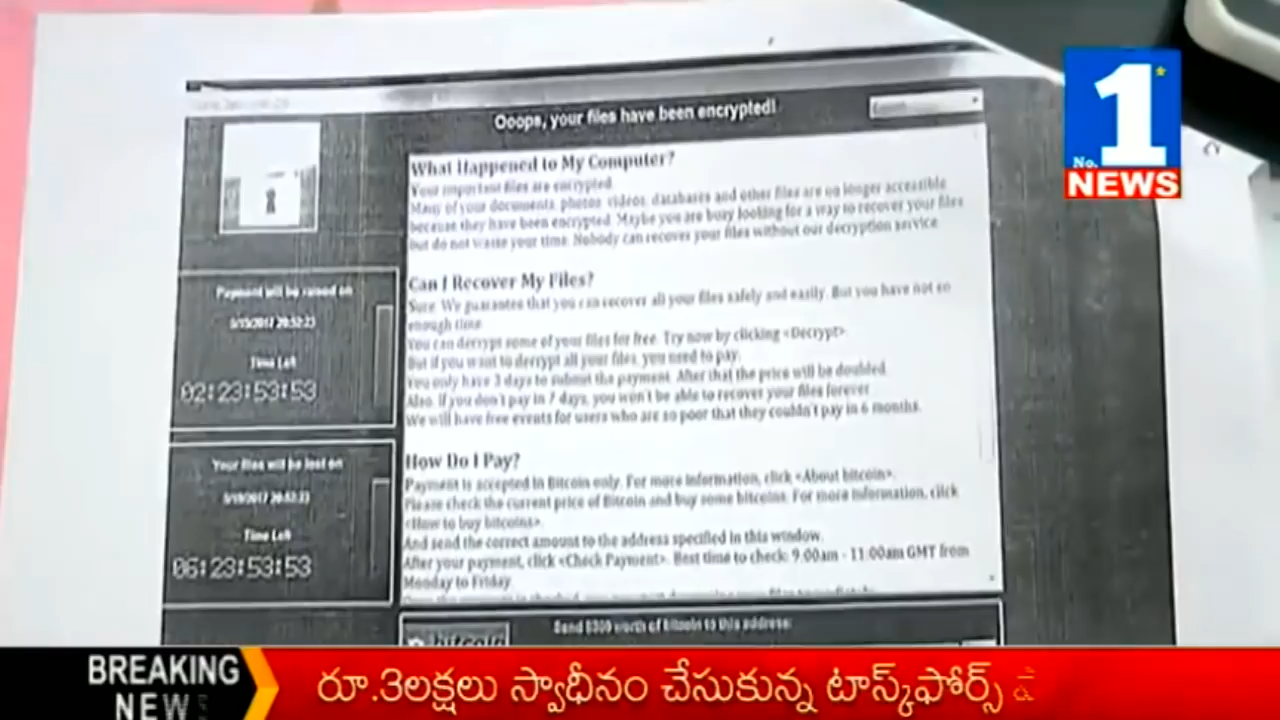 Ooops, your files have been encrypted!
What Happened to My Computer?
Your important files are encrypted.
Many of your documents, photos, videos, databases and other files are no longer accessible
because they have been encrypted. Maybe you are busy looking for a way to recover your files
but do not waste your time. Nobody can recover your files without our decryption service.
Can I Recover My Files?
Sure. We guarantee that you can recover all your files safely and easily. But you have not so
enough time.
You can decrypt some of your files for free. Try now by clicking <Decrypt>.
But if you want to decrypt all your files, you need to pay.
You only have 3 days to submit the payment. After that the price will be doubled.
Also, if you don't pay in 7 days, you won't be able to recover your files forever.
We will have free events for users who are so poor that they couldn't pay in 6 months.
How Do I Pay?
Payment is accepted in Bitcoin only. For more information, click <About bitcoin>.
Please check the current price of Bitcoin and buy some bitcoins. For more information, click
<How to buy bitcoins>.
And send the correct amount to the address specified in this window.
After your payment, click <Check Payment>. Best time to check: 9:00am - 11:00am GMT from
Monday to Friday.
Payment will be raised on
5/15/2017 20:52:23
Time Left
02:23:53:53
Your files will be lost on
5/19/2017 20:52:23
Time Left
06:23:53:53
bitcoin
Send $300 worth of bitcoin to this address:
No. 1
NEWS
BREAKING
NEWS
రూ.3లక్షలు స్వాధీనం చేసుకున్న టాస్క్‌ఫోర్స్